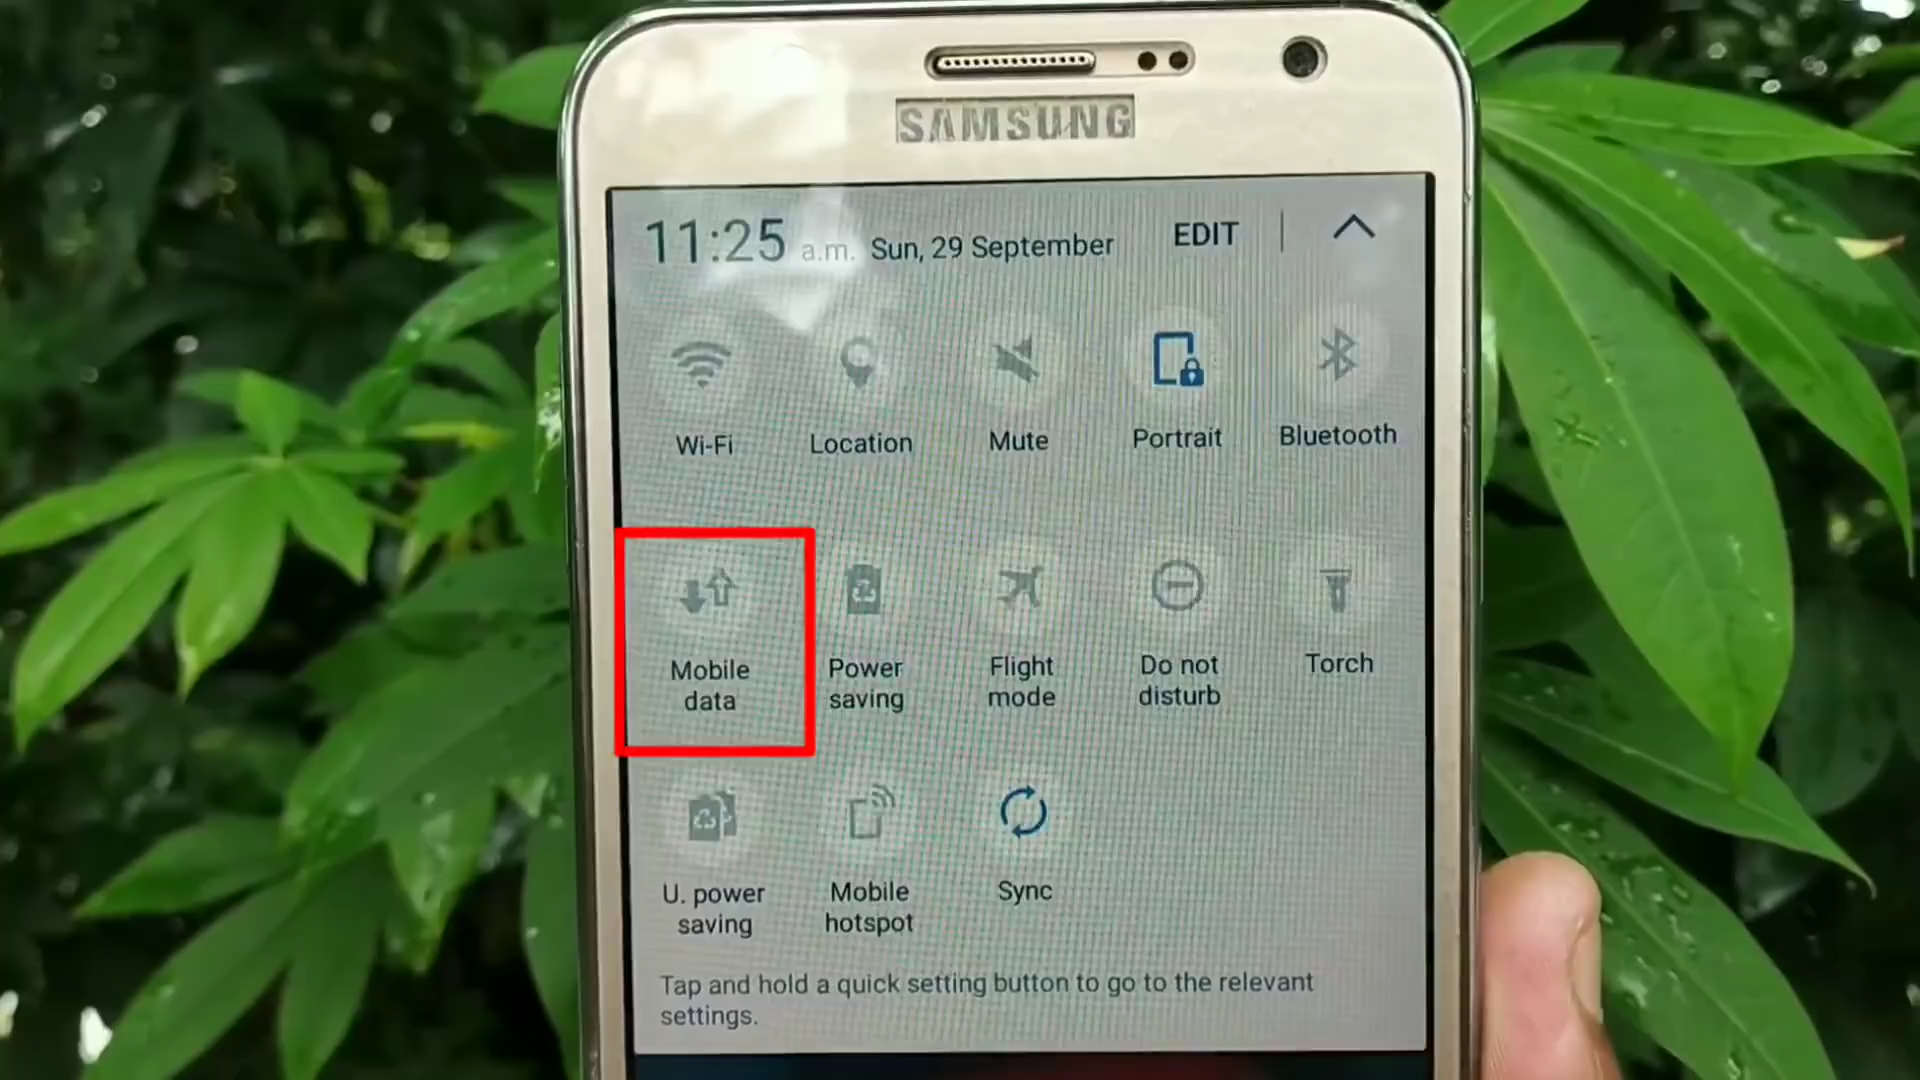 SAMSUNG
11:25 a.m. Sun, 29 September EDIT
Wi-Fi Location Mute Portrait Bluetooth
Mobile data Power saving Flight mode Do not disturb Torch
U. power saving Mobile hotspot Sync
Tap and hold a quick setting button to go to the relevant
settings.